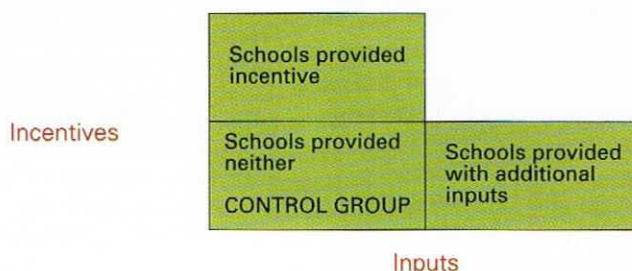 Schools provided
incentive
Incentives
Schools provided
neither
CONTROL GROUP
Schools provided
with additional
inputs
Inputs